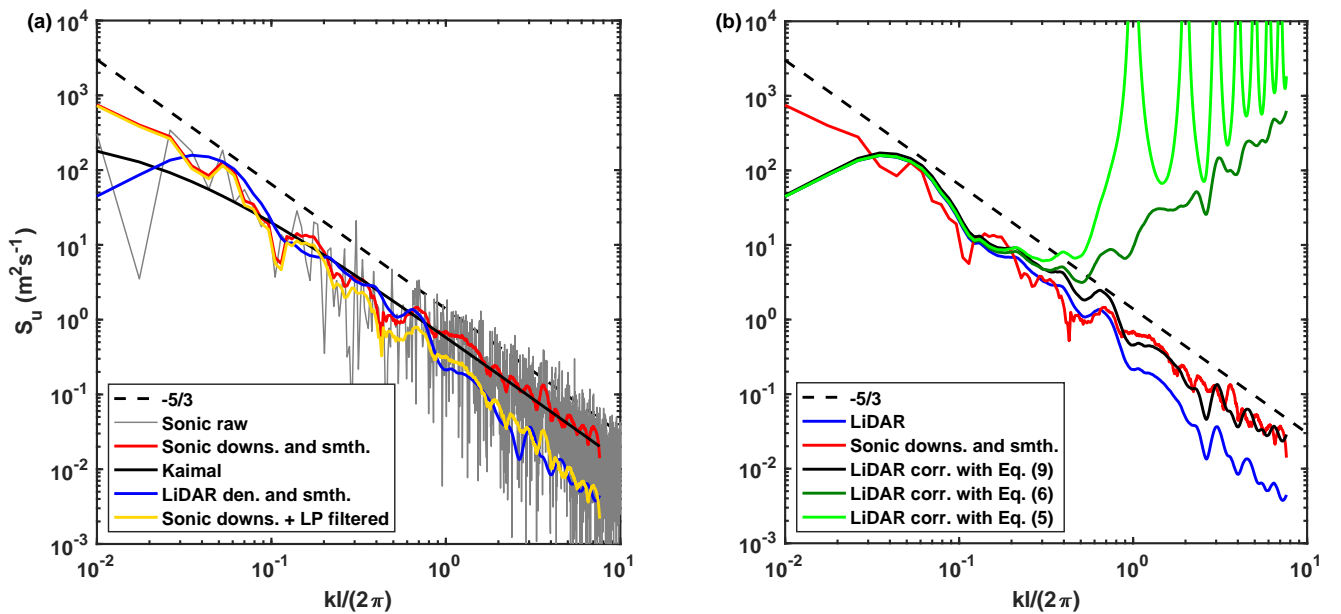 (a)
10^4
10^3
10^2
10^1
10^0
10^-1
10^-2
10^-3
S_u (m^2s^-1)
-5/3
Sonic raw
Sonic downs. and smth.
Kaimal
LiDAR den. and smth.
Sonic downs. + LP filtered
10^-2
10^-1
10^0
10^1
kl/(2π)
(b)
10^4
10^3
10^2
10^1
10^0
10^-1
10^-2
10^-3
-5/3
LiDAR
Sonic downs. and smth.
LiDAR corr. with Eq. (9)
LiDAR corr. with Eq. (6)
LiDAR corr. with Eq. (5)
10^-2
10^-1
10^0
10^1
kl/(2π)